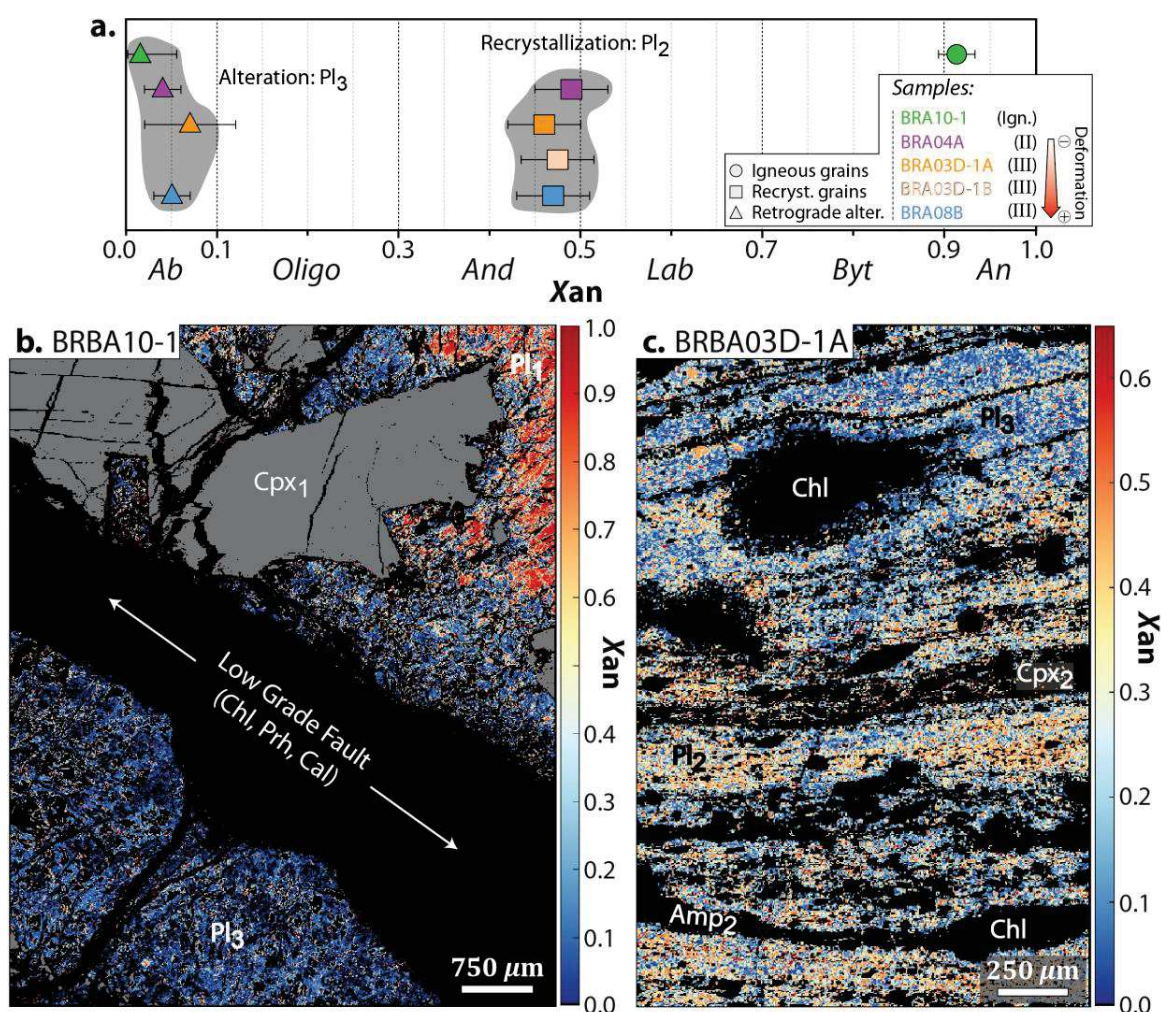 a.
Recrystallization: Pl2
Alteration: Pl3
Samples:
BRA10-1 (Ign.)
BRA04A (II)
BRA03D-1A (III)
BRA03D-1B (III)
BRA08B (III)
Deformation
Igneous grains
Recryst. grains
Retrograde alter.
0.0 0.1 0.3 0.5 0.7 0.9 1.0
Ab Oligo And Lab Byt An
Xan
b. BRBA10-1
Pl1
Cpx1
Low Grade Fault
(Chl, Prh, Cal)
Pl3
750 μm
1.0
0.9
0.8
0.7
0.6
0.5
0.4
0.3
0.2
0.1
0.0
Xan
c. BRBA03D-1A
Pl3
Chl
Cpx2
Pl2
Amp2
Chl
250 μm
0.6
0.5
0.4
0.3
0.2
0.1
0.0
Xan